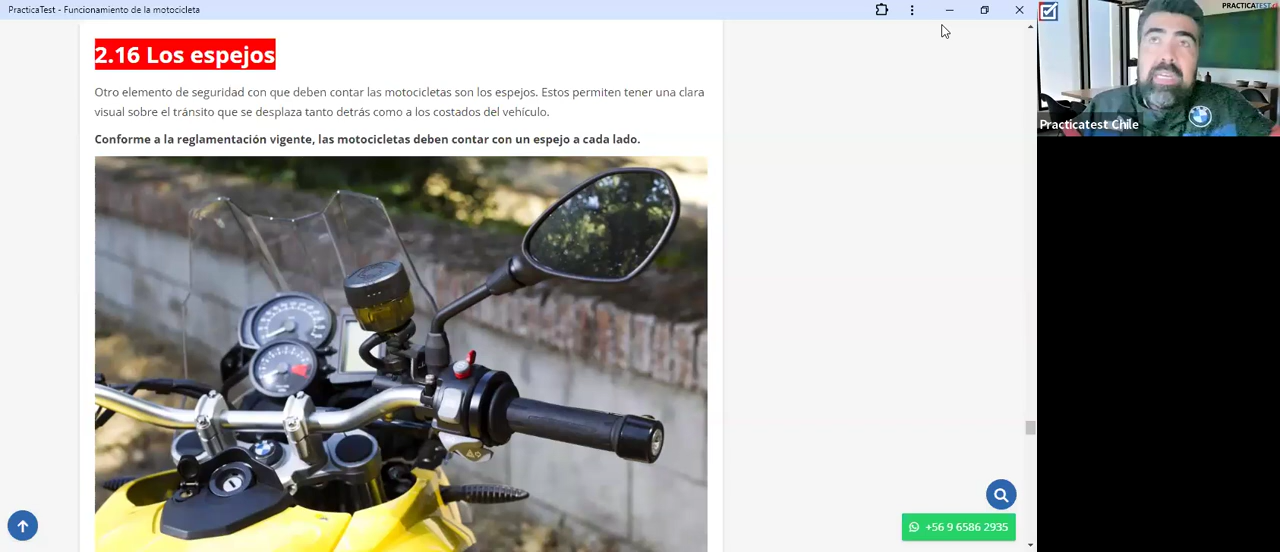 PracticaTest - Funcionamiento de la motocicleta
PRACTICATEST.cl
2.16 Los espejos
Otro elemento de seguridad con que deben contar las motocicletas son los espejos. Estos permiten tener una clara
visual sobre el tránsito que se desplaza tanto detrás como a los costados del vehículo.
Conforme a la reglamentación vigente, las motocicletas deben contar con un espejo a cada lado.
Practicatest Chile
+56 9 6586 2935